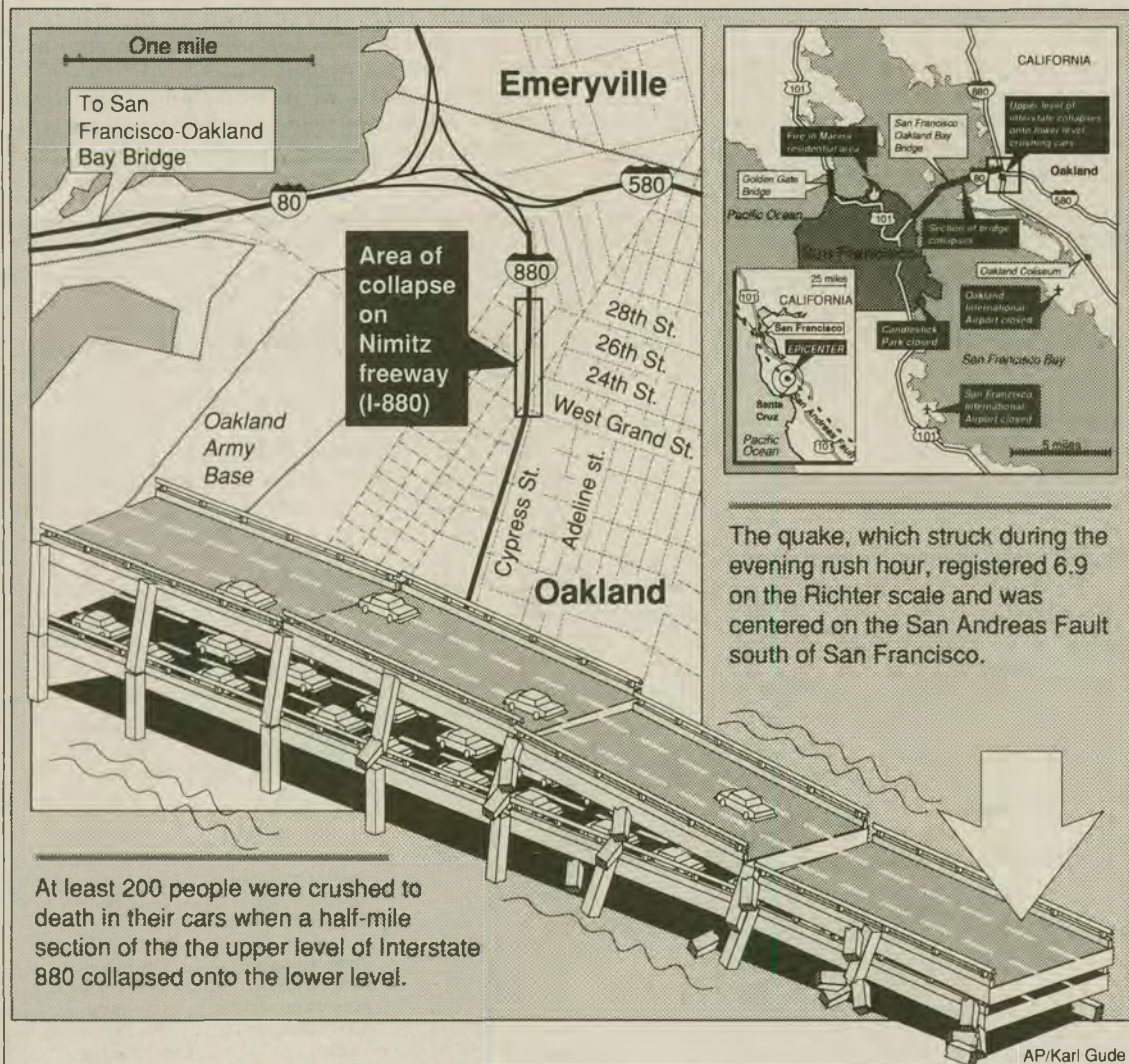 One mile
To San
Francisco-Oakland
Bay Bridge
Emeryville
80
580
880
Area of
collapse
on
Nimitz
freeway
(I-880)
28th St.
26th St.
24th St.
West Grand St.
Oakland
Army
Base
Cypress St.
Adeline st.
Oakland
CALIFORNIA
101
880
Upper level of
interstate collapses
onto lower level,
crushing cars
San Francisco
Oakland Bay
Bridge
Fire in Marina
residential area
Golden Gate
Bridge
80
Oakland
580
Pacific Ocean
101
Section of bridge
collapses
San Francisco
Oakland Coliseum
25 miles
101
CALIFORNIA
San Francisco
EPICENTER
Santa
Cruz
San Andreas Fault
Pacific
Ocean
101
Oakland
International
Airport closed
Candlestick
Park closed
San Francisco Bay
San Francisco
International
Airport closed
101
5 miles
The quake, which struck during the
evening rush hour, registered 6.9
on the Richter scale and was
centered on the San Andreas Fault
south of San Francisco.
At least 200 people were crushed to
death in their cars when a half-mile
section of the the upper level of Interstate
880 collapsed onto the lower level.
AP/Karl Gude